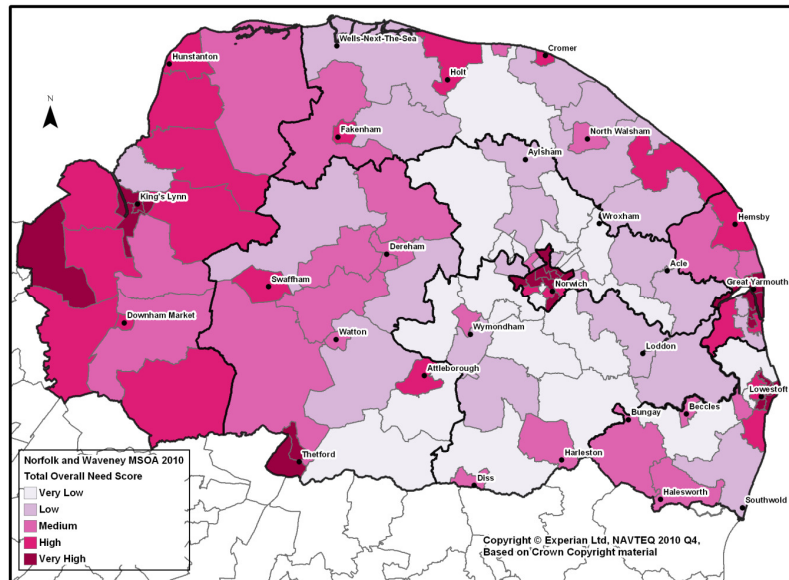 Wells-Next-The-Sea
Cromer
Hunstanton
Holt
N
Fakenham
North Walsham
Aylsham
King's Lynn
Wroxham
Hemsby
Dereham
Acle
Swaffham
Norwich
Great Yarmouth
Downham Market
Wymondham
Watton
Loddon
Attleborough
Lowestoft
Bungay
Beccles
Norfolk and Waveney MSOA 2010
Total Overall Need Score
Very Low
Low
Medium
High
Very High
Thetford
Harleston
Diss
Halesworth
Southwold
Copyright © Experian Ltd, NAVTEQ 2010 Q4,
Based on Crown Copyright material